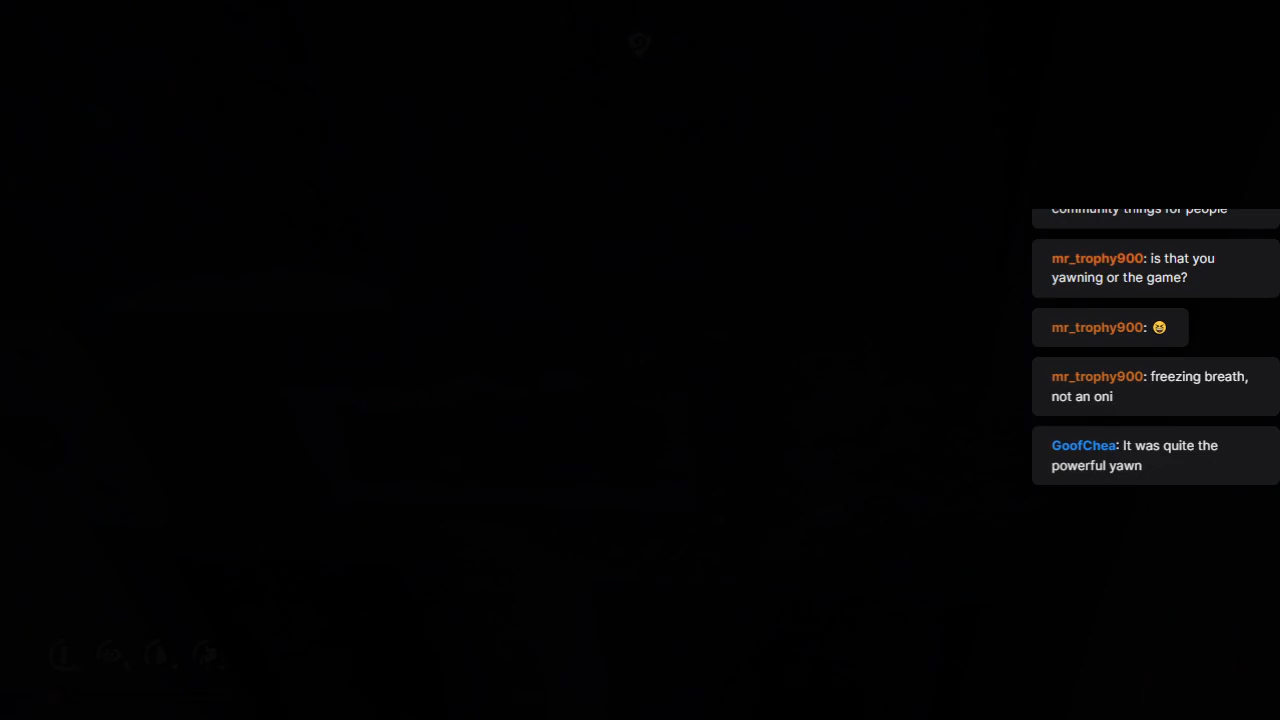 community things for people
mr_trophy900: is that you
yawning or the game?
mr_trophy900: 😆
mr_trophy900: freezing breath,
not an oni
GoofChea: It was quite the
powerful yawn